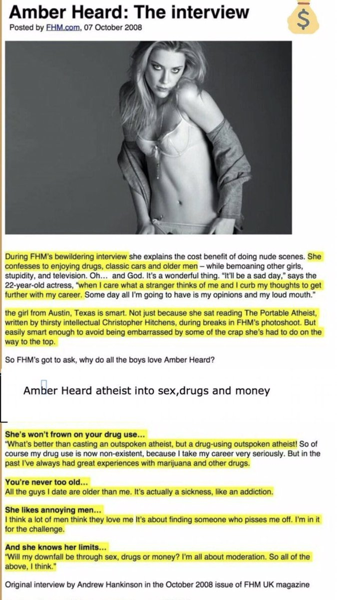 Amber Heard: The interview
Posted by FHM.com, 07 October 2008
$
During FHM's bewildering interview she explains the cost benefit of doing nude scenes. She
confesses to enjoying drugs, classic cars and older men – while bemoaning other girls,
stupidity, and television. Oh... and God. It's a wonderful thing. "It'll be a sad day," says the
22-year-old actress, "when I care what a stranger thinks of me and I curb my thoughts to get
further with my career. Some day all I'm going to have is my opinions and my loud mouth."
the girl from Austin, Texas is smart. Not just because she sat reading The Portable Atheist,
written by thirsty intellectual Christopher Hitchens, during breaks in FHM's photoshoot. But
easily smart enough to avoid being embarrassed by some of the crap she's had to do on the
way to the top.
So FHM's got to ask, why do all the boys love Amber Heard?
Amber Heard atheist into sex,drugs and money
She's won't frown on your drug use...
"What's better than casting an outspoken atheist, but a drug-using outspoken atheist! So of
course my drug use is now non-existent, because I take my career very seriously. But in the
past I've always had great experiences with marijuana and other drugs.
You're never too old...
All the guys I date are older than me. It's actually a sickness, like an addiction.
She likes annoying men...
I think a lot of men think they love me It's about finding someone who pisses me off. I'm in it
for the challenge.
And she knows her limits...
"Will my downfall be through sex, drugs or money? I'm all about moderation. So all of the
above, I think."
Original interview by Andrew Hankinson in the October 2008 issue of FHM UK magazine